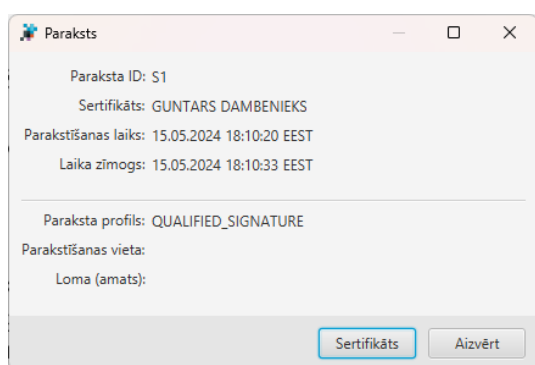 Paraksts
Paraksta ID: S1
Sertifikāts: GUNTARS DAMBENIEKS
Parakstīšanas laiks: 15.05.2024 18:10:20 EEST
Laika zīmogs: 15.05.2024 18:10:33 EEST
Paraksta profils: QUALIFIED_SIGNATURE
Parakstīšanas vieta:
Loma (amats):
Sertifikāts Aizvērt